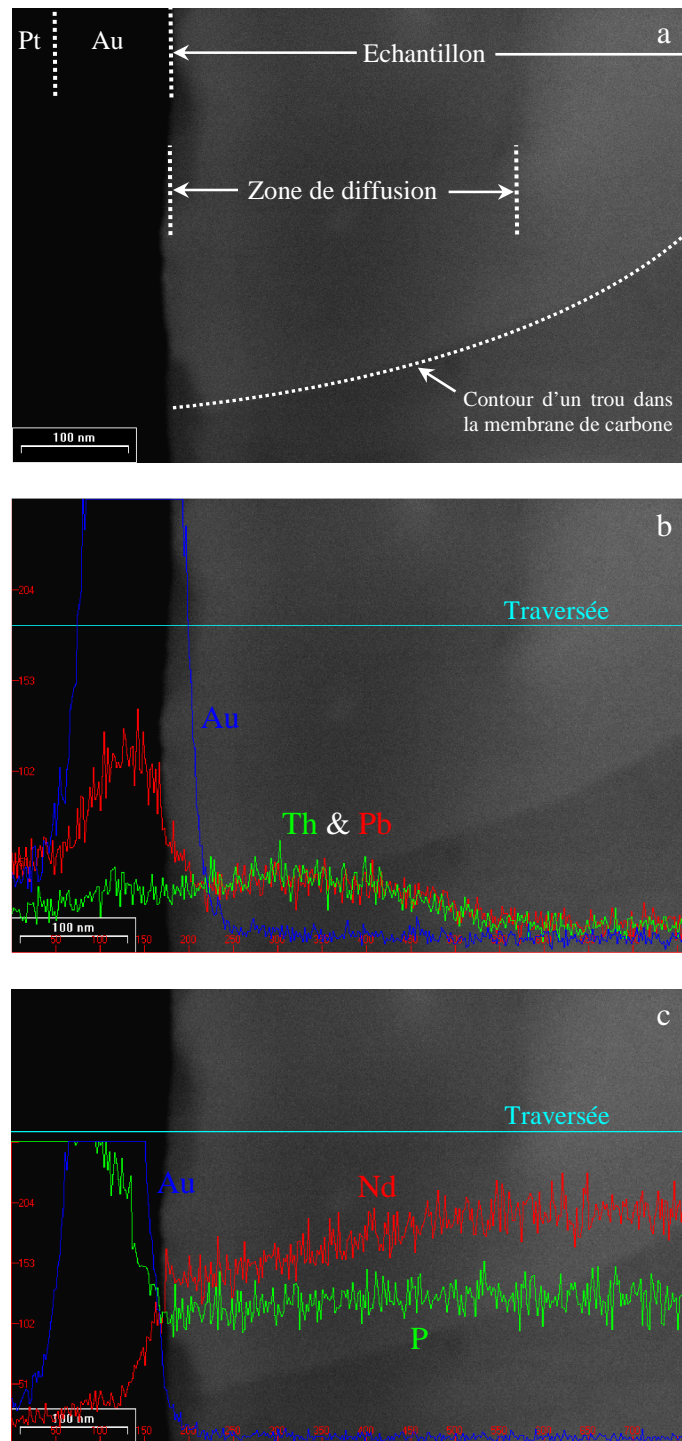 Pt Au Echantillon a
Zone de diffusion
Contour d’un trou dans
la membrane de carbone
100 nm
b
204
Traversée
153
Au
102
Th & Pb
100 nm
50 100 150 200 250
c
Traversée
Au
Nd
204
153
102
P
51
100 nm
50 100 150